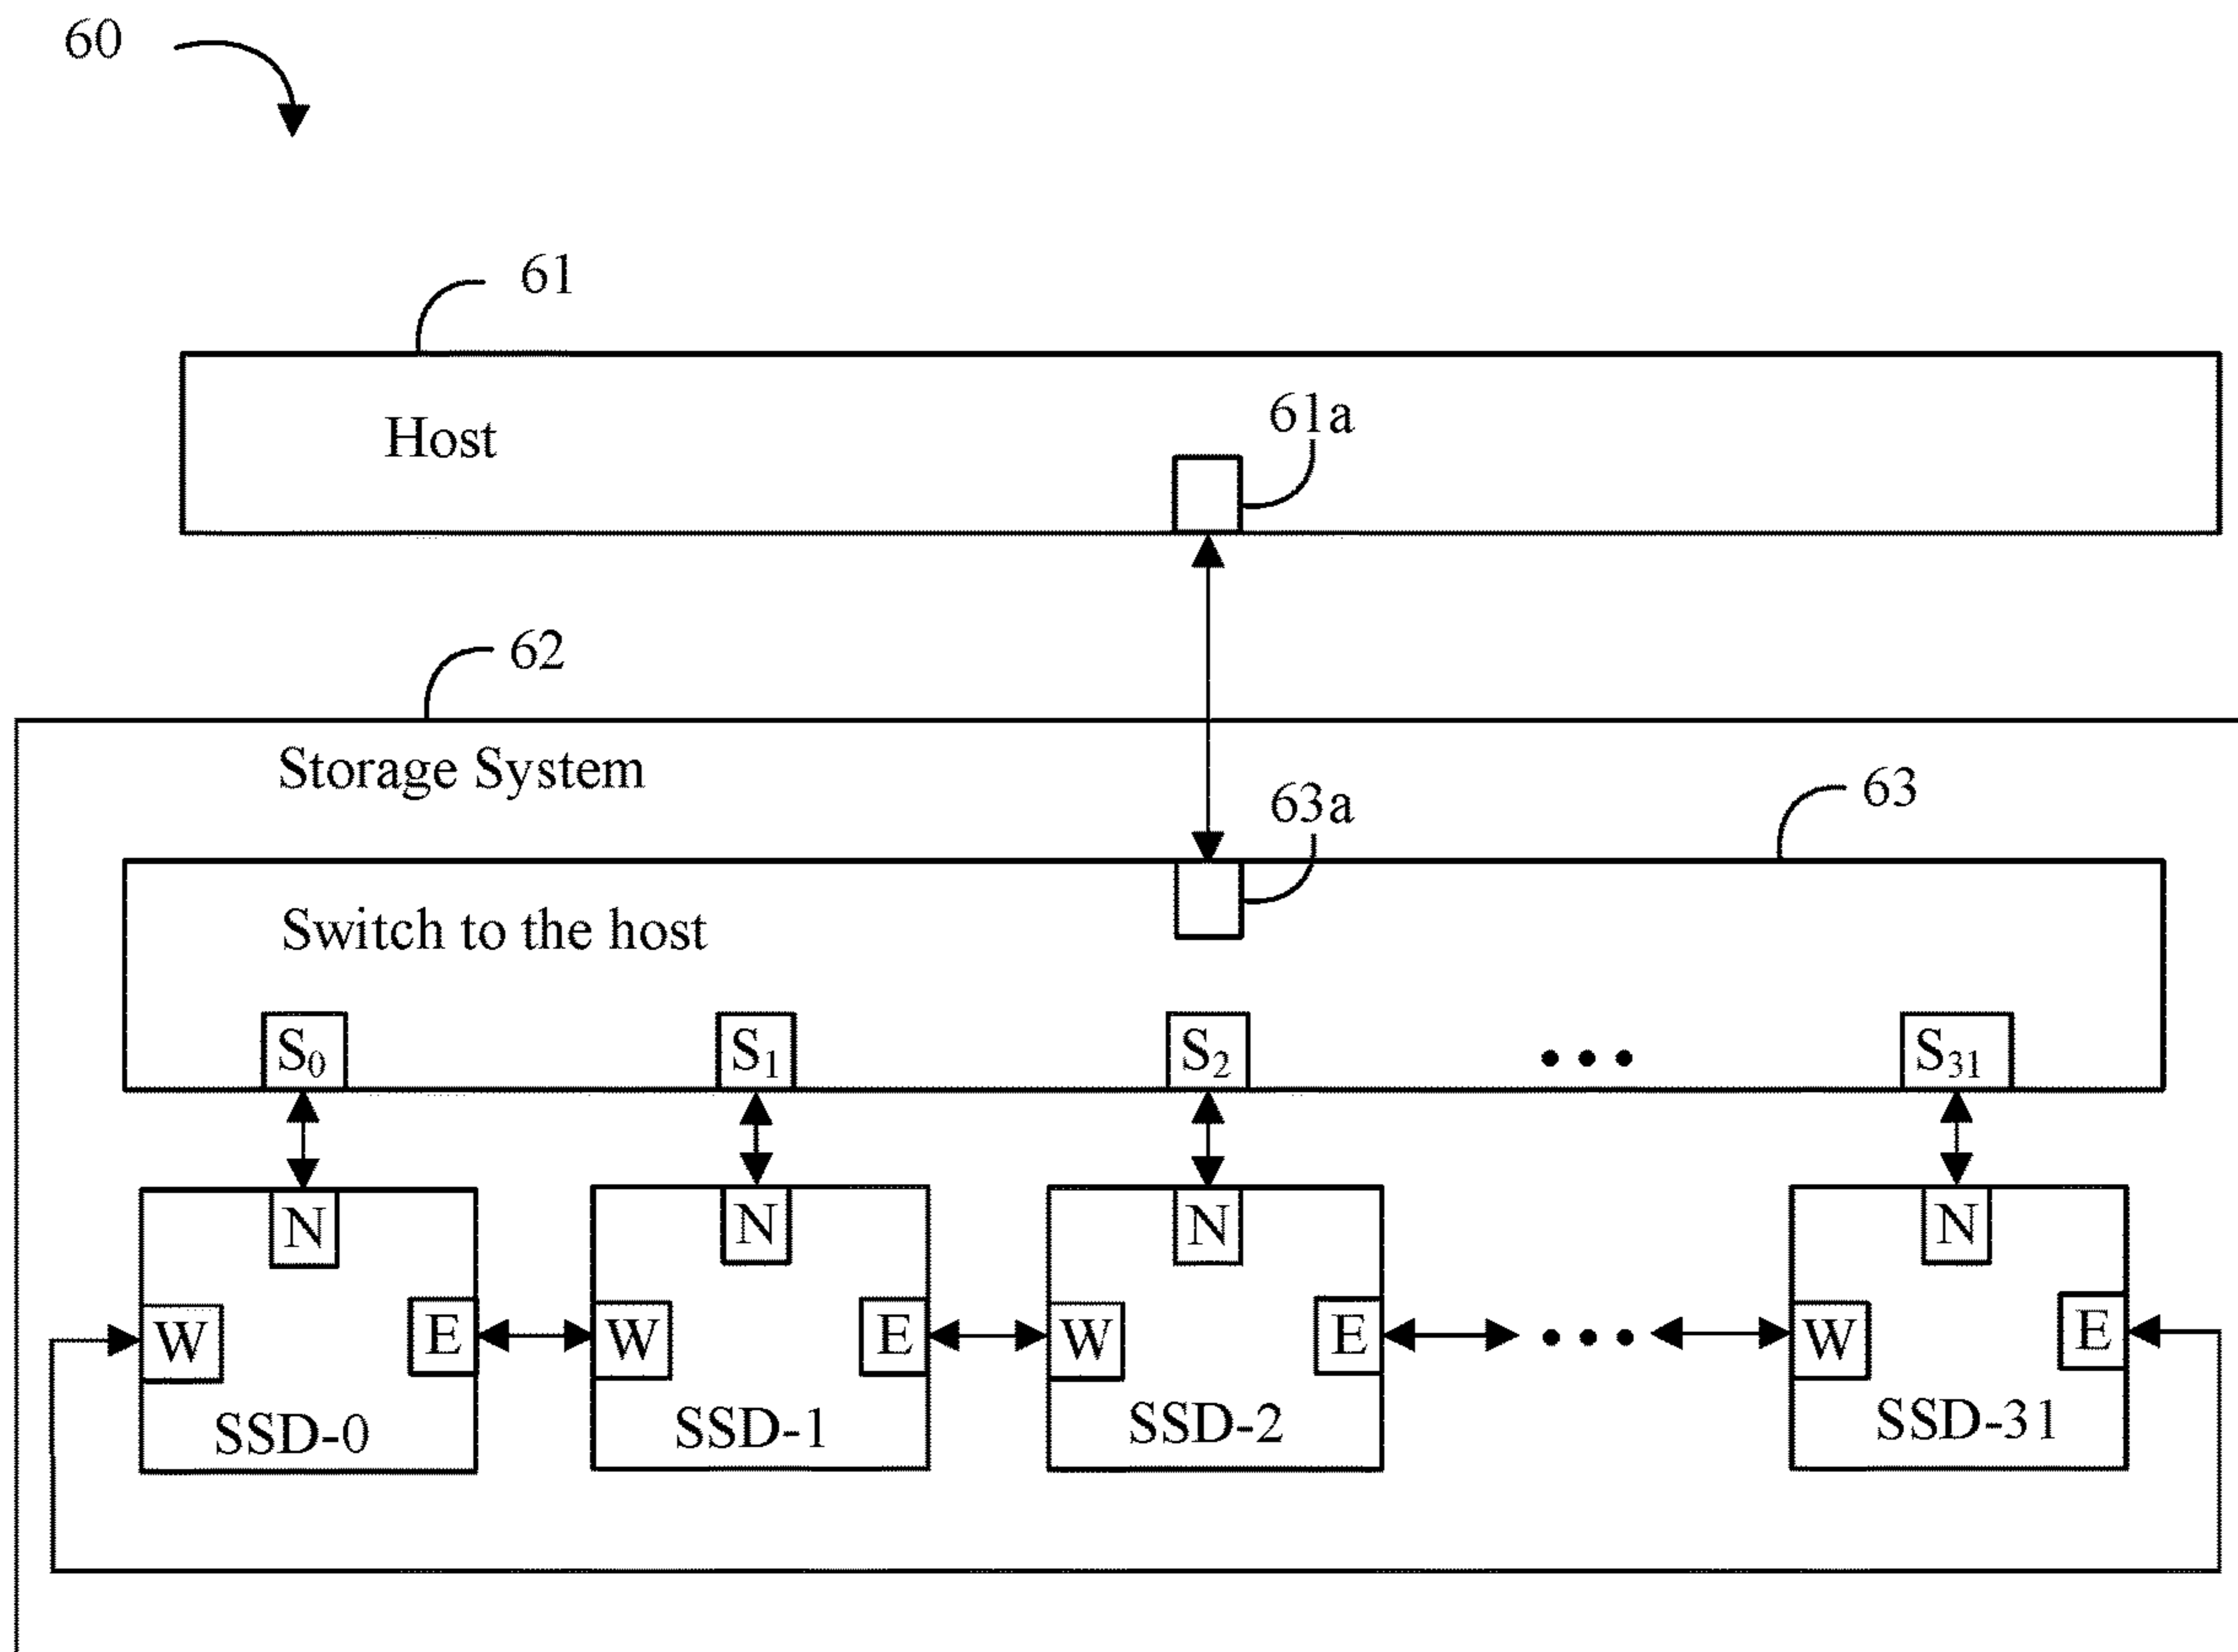 60
61
Host
61a
62
Storage System
63a
63
Switch to the host
S0 S1 S2 ... S31
N N N N
W E W E W E ... W E
SSD-0 SSD-1 SSD-2 SSD-31